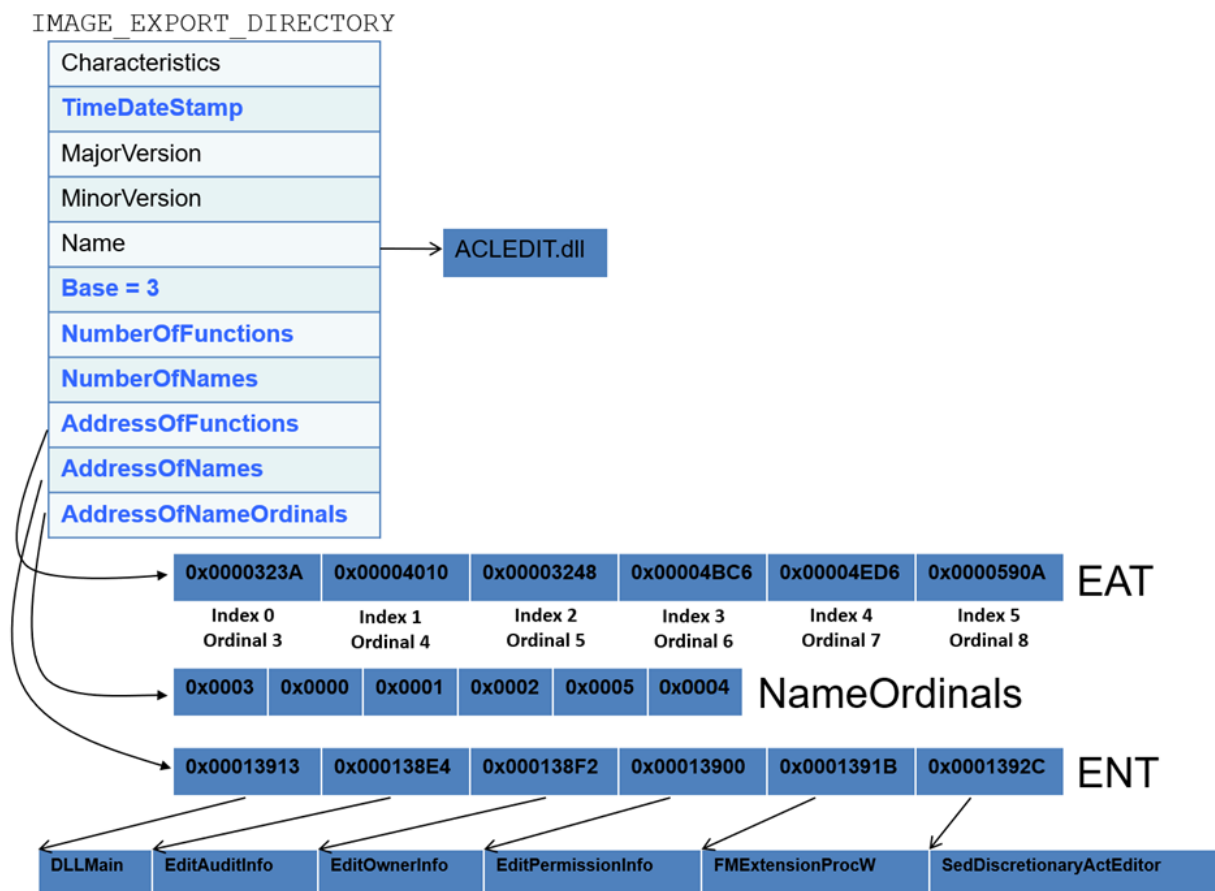 IMAGE_EXPORT_DIRECTORY
Characteristics
TimeDateStamp
MajorVersion
MinorVersion
Name
ACLEDIT.dll
Base = 3
NumberOfFunctions
NumberOfNames
AddressOfFunctions
AddressOfNames
AddressOfNameOrdinals
0x0000323A 0x00004010 0x00003248 0x00004BC6 0x00004ED6 0x0000590A EAT
Index 0 Index 1 Index 2 Index 3 Index 4 Index 5
Ordinal 3 Ordinal 4 Ordinal 5 Ordinal 6 Ordinal 7 Ordinal 8
0x0003 0x0000 0x0001 0x0002 0x0005 0x0004 NameOrdinals
0x00013913 0x000138E4 0x000138F2 0x00013900 0x0001391B 0x0001392C ENT
DLLMain EditAuditInfo EditOwnerInfo EditPermissionInfo FMExtensionProcW SedDiscretionaryActEditor